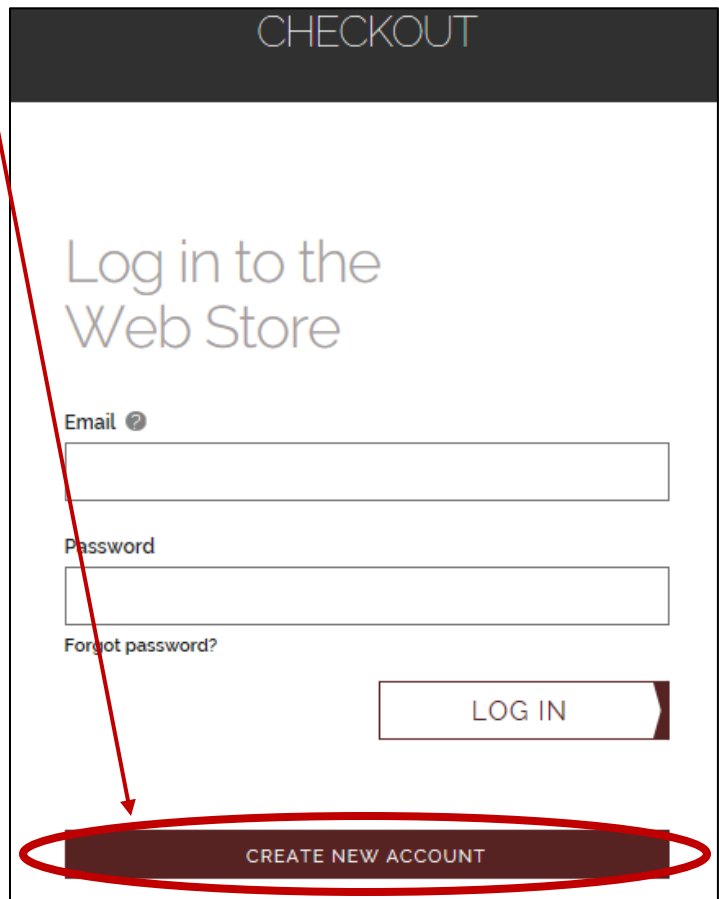 CHECKOUT
Log in to the
Web Store
Email ?
Password
Forgot password?
LOG IN
CREATE NEW ACCOUNT